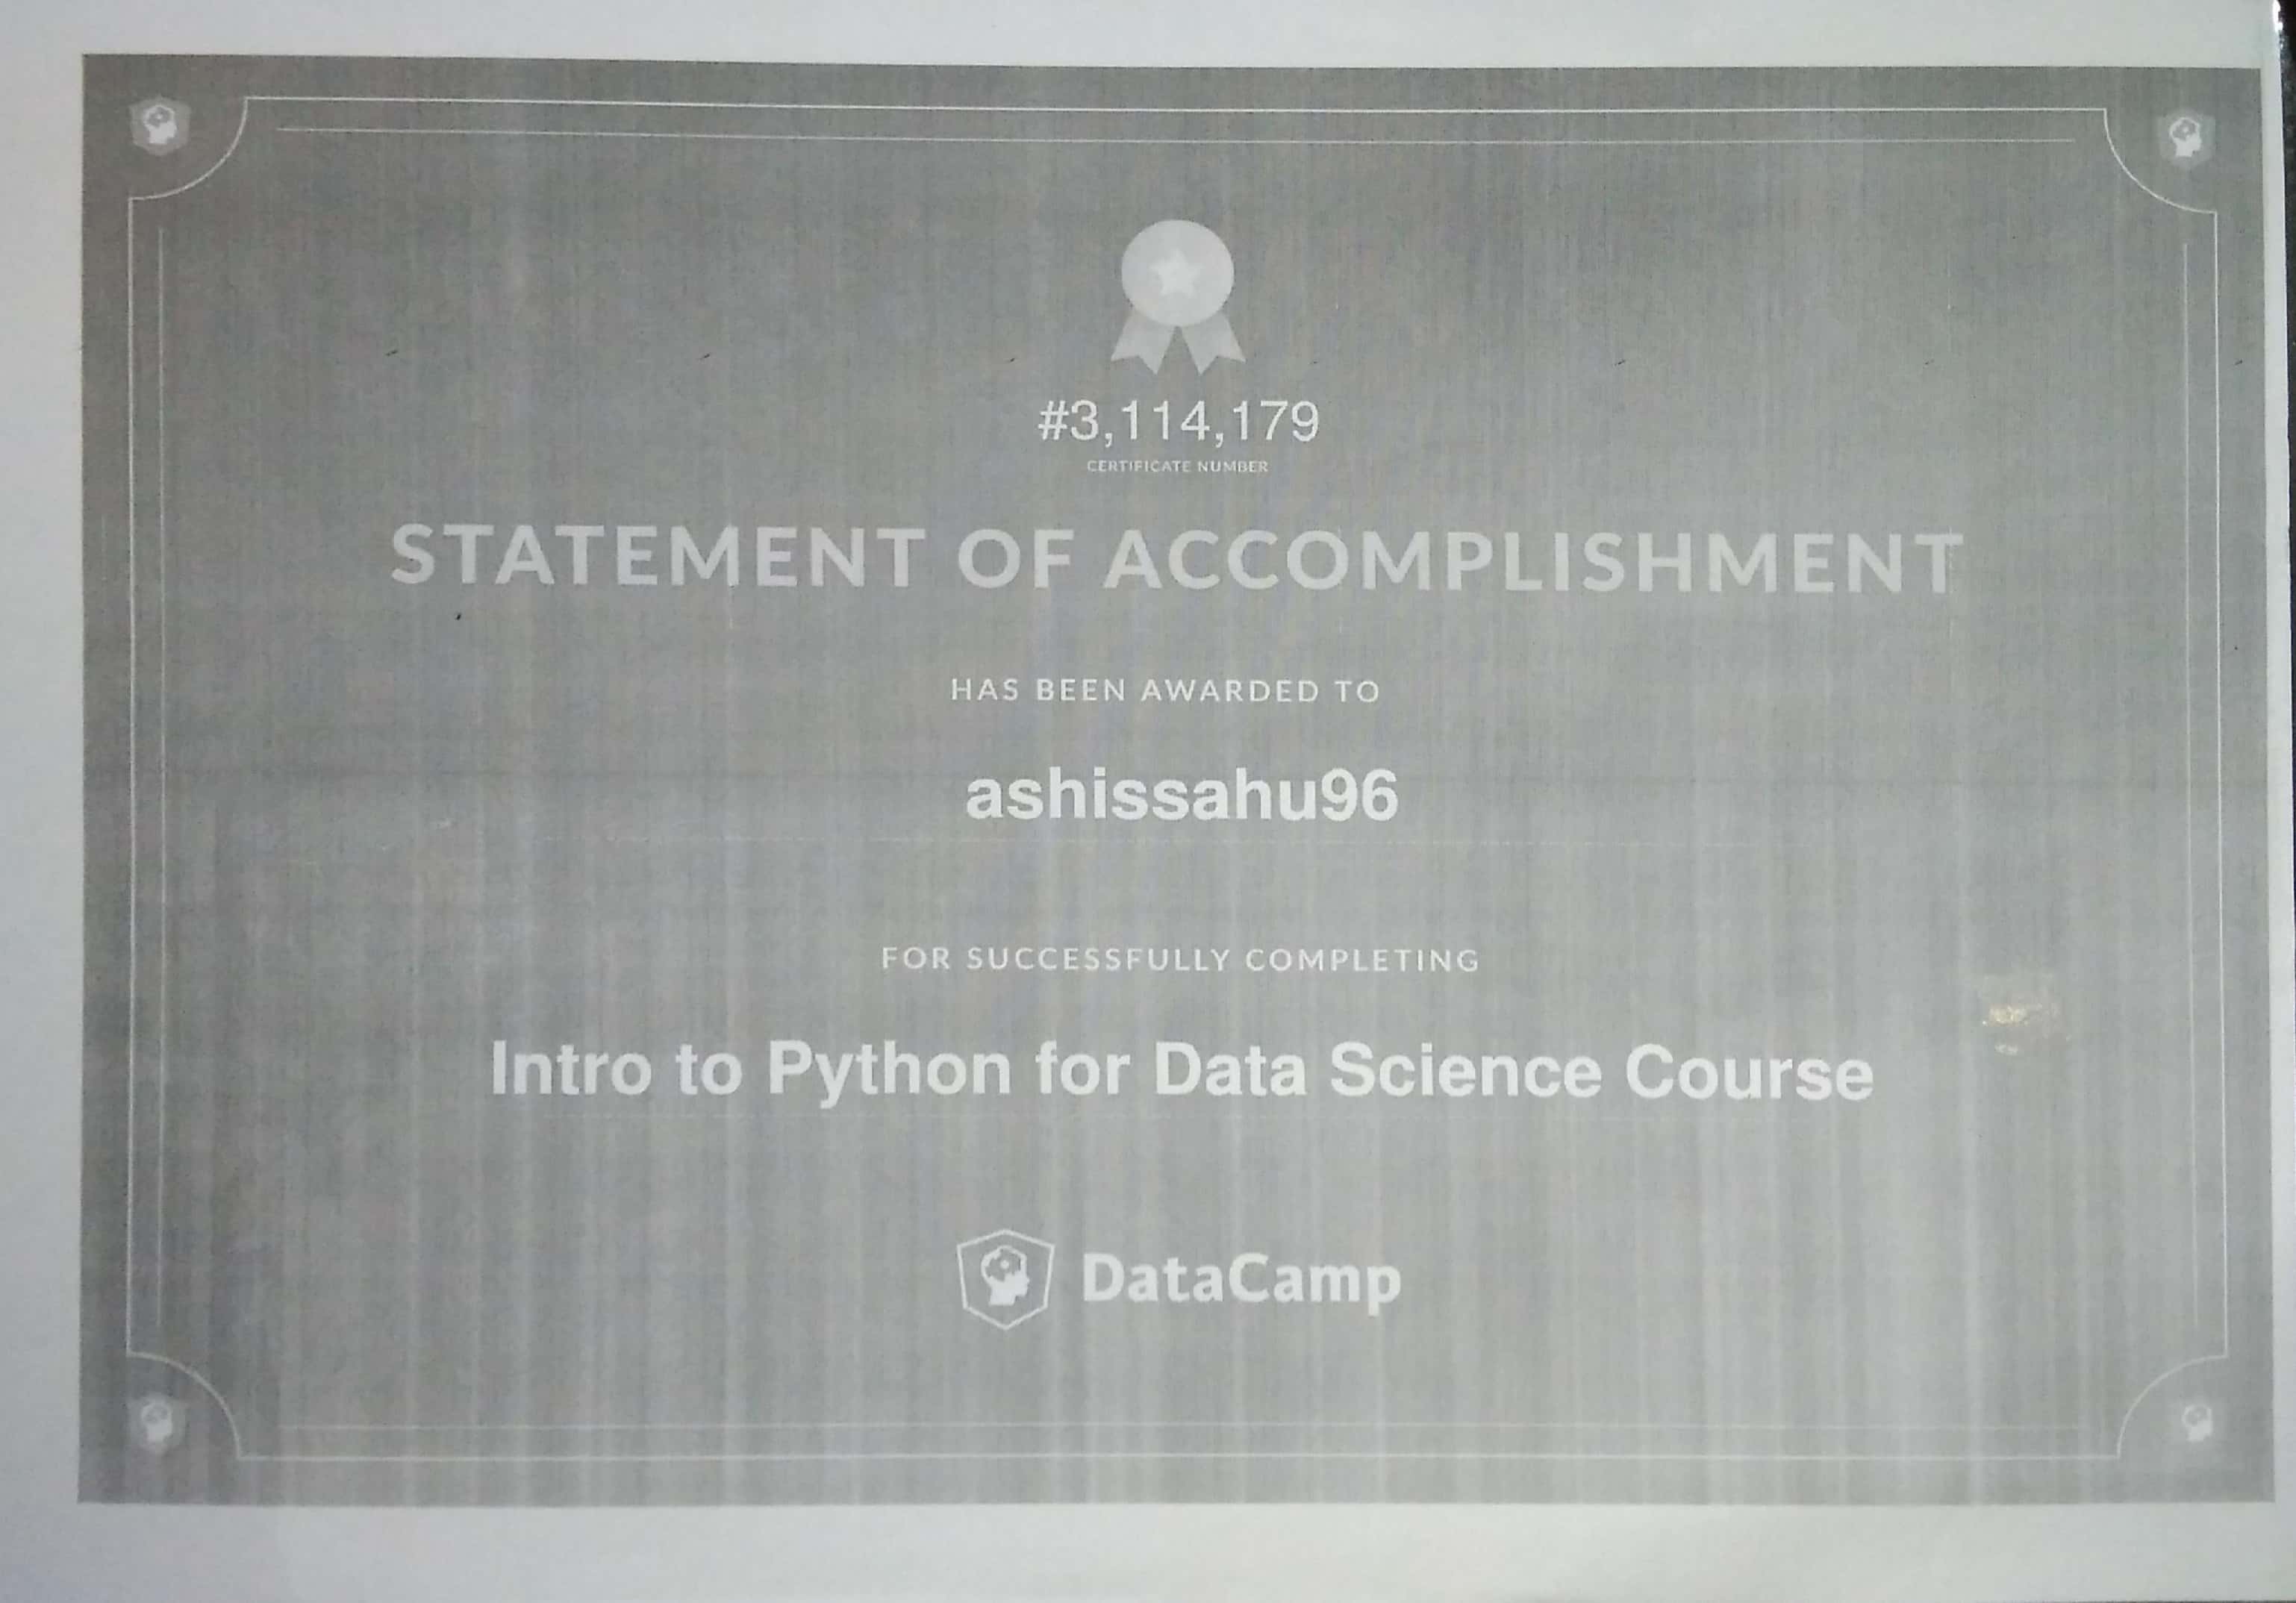 #3,114,179
CERTIFICATE NUMBER
STATEMENT OF ACCOMPLISHMENT
HAS BEEN AWARDED TO
ashissahu96
FOR SUCCESSFULLY COMPLETING
Intro to Python for Data Science Course
DataCamp